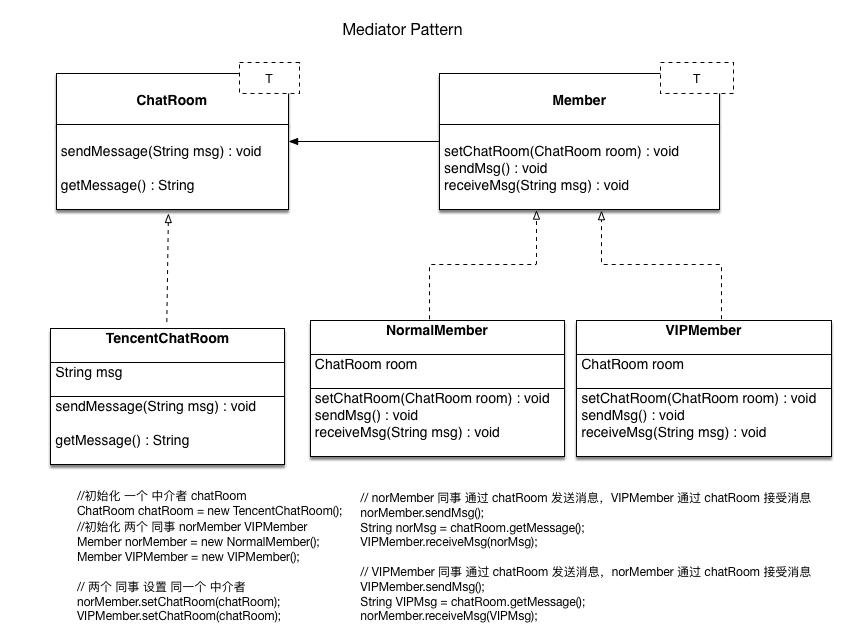 Mediator Pattern
T
ChatRoom
sendMessage(String msg) : void
getMessage() : String
T
Member
setChatRoom(ChatRoom room) : void
sendMsg() : void
receiveMsg(String msg) : void
TencentChatRoom
String msg
sendMessage(String msg) : void
getMessage() : String
NormalMember
ChatRoom room
setChatRoom(ChatRoom room) : void
sendMsg() : void
receiveMsg(String msg) : void
VIPMember
ChatRoom room
setChatRoom(ChatRoom room) : void
sendMsg() : void
receiveMsg(String msg) : void
//初始化 一个 中介者 chatRoom
ChatRoom chatRoom = new TencentChatRoom();
//初始化 两个 同事 norMember VIPMember
Member norMember = new NormalMember();
Member VIPMember = new VIPMember();
// 两个 同事 设置 同一个 中介者
norMember.setChatRoom(chatRoom);
VIPMember.setChatRoom(chatRoom);
// norMember 同事 通过 chatRoom 发送消息，VIPMember 通过 chatRoom 接受消息
norMember.sendMsg();
String norMsg = chatRoom.getMessage();
VIPMember.receiveMsg(norMsg);
// VIPMember 同事 通过 chatRoom 发送消息，norMember 通过 chatRoom 接受消息
VIPMember.sendMsg();
String VIPMsg = chatRoom.getMessage();
norMember.receiveMsg(VIPMsg);